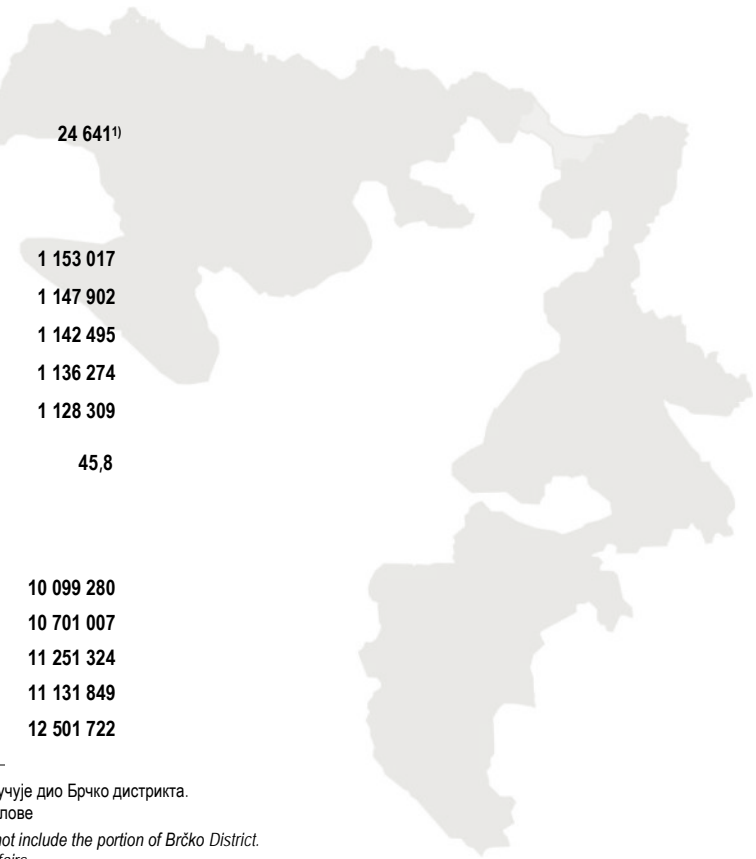 24 641¹⁾
1 153 017
1 147 902
1 142 495
1 136 274
1 128 309
45,8
10 099 280
10 701 007
11 251 324
11 131 849
12 501 722
учује дио Брчко дистрикта.
лове
not include the portion of Brčko District.